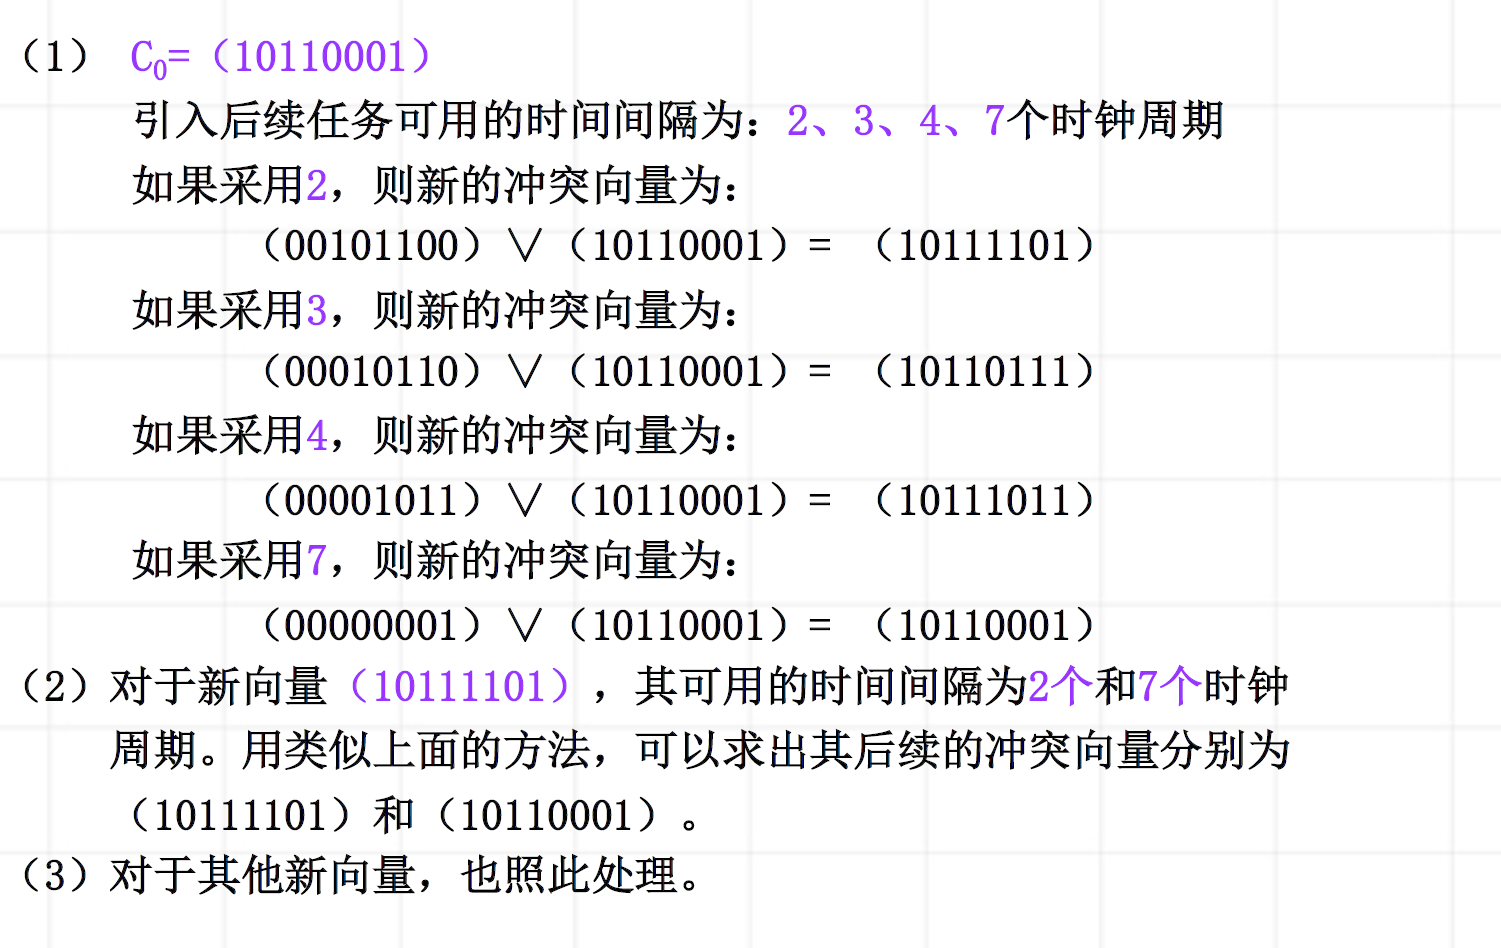 （1） C₀=（10110001）
引入后续任务可用的时间间隔为：2、3、4、7个时钟周期
如果采用2，则新的冲突向量为：
（00101100）∨（10110001）= （10111101）
如果采用3，则新的冲突向量为：
（00010110）∨（10110001）= （10110111）
如果采用4，则新的冲突向量为：
（00001011）∨（10110001）= （10111011）
如果采用7，则新的冲突向量为：
（00000001）∨（10110001）= （10110001）
（2）对于新向量（10111101），其可用的时间间隔为2个和7个时钟
周期。用类似上面的方法，可以求出其后续的冲突向量分别为
（10111101）和（10110001）。
（3）对于其他新向量，也照此处理。